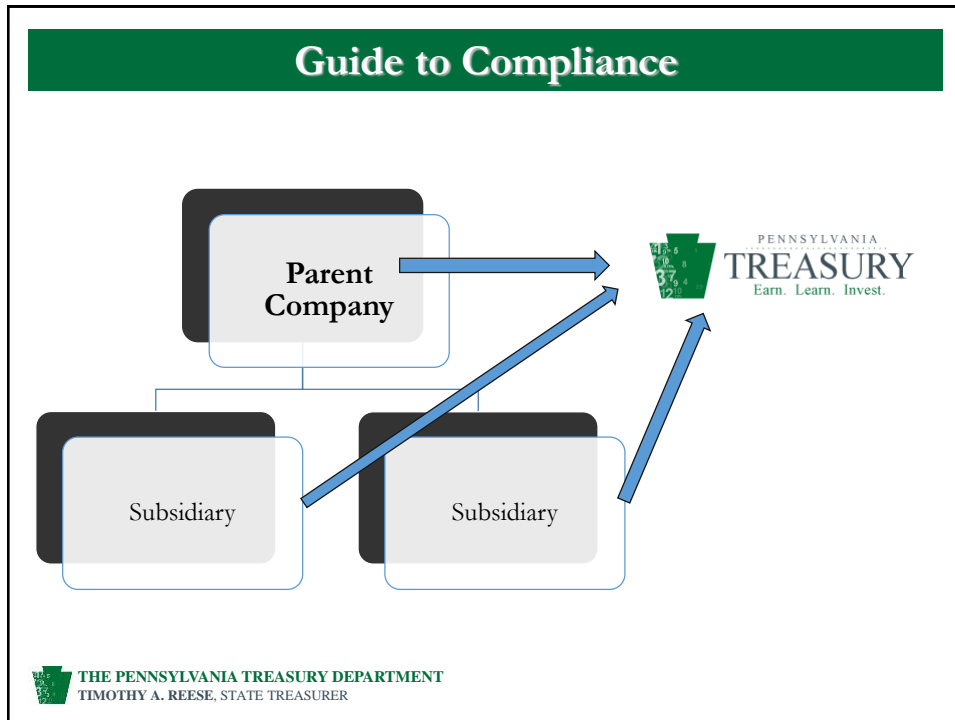 Guide to Compliance
Parent
Company
PENNSYLVANIA
TREASURY
Earn. Learn. Invest.
Subsidiary
Subsidiary
THE PENNSYLVANIA TREASURY DEPARTMENT
TIMOTHY A. REESE, STATE TREASURER